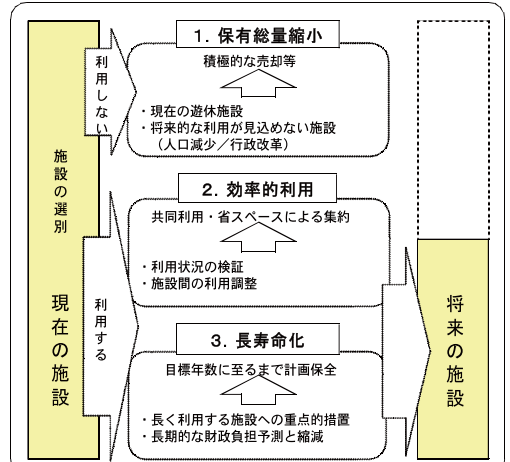 施設の選別
現在の施設
利用しない
利用する
1．保有総量縮小
積極的な売却等
・現在の遊休施設
・将来的な利用が見込めない施設
（人口減少／行政改革）
2．効率的利用
共同利用・省スペースによる集約
・利用状況の検証
・施設間の利用調整
3．長寿命化
目標年数に至るまで計画保全
・長く利用する施設への重点的措置
・長期的な財政負担予測と縮減
将来の施設